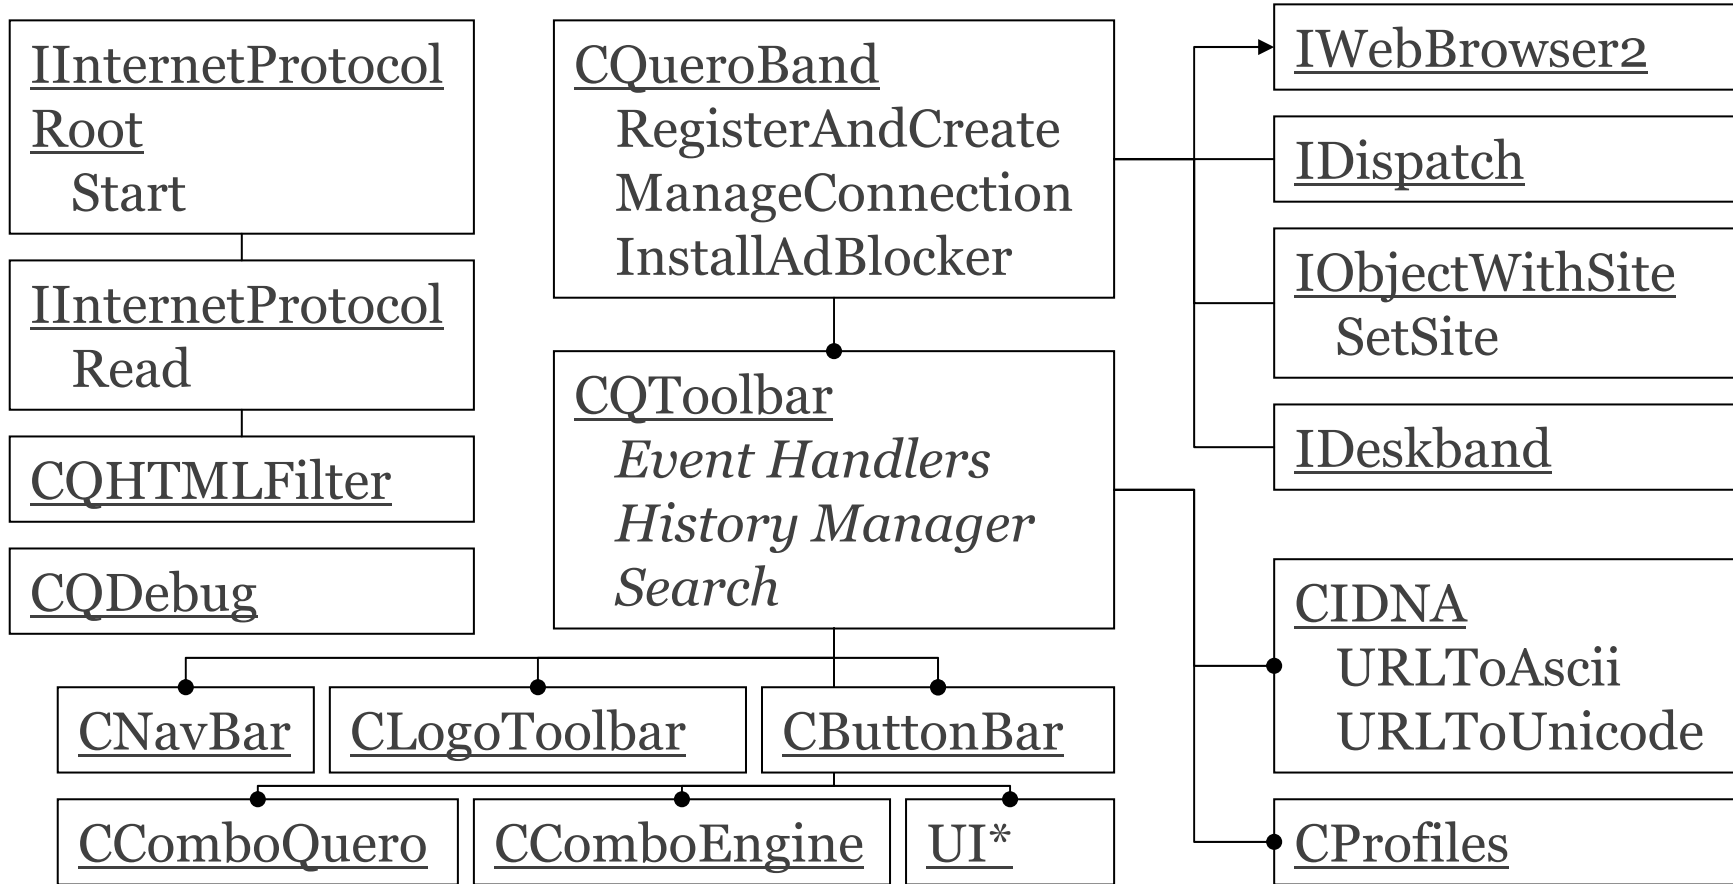 IInternetProtocol
Root
Start
IInternetProtocol
Read
CQHTMLFilter
CQDebug
CQueroBand
RegisterAndCreate
ManageConnection
InstallAdBlocker
CQToolbar
Event Handlers
History Manager
Search
IWebBrowser2
IDispatch
IObjectWithSite
SetSite
IDeskband
CIDNA
URLToAscii
URLToUnicode
CProfiles
CNavBar
CLogoToolbar
CButtonBar
CComboQuero
CComboEngine
UI*